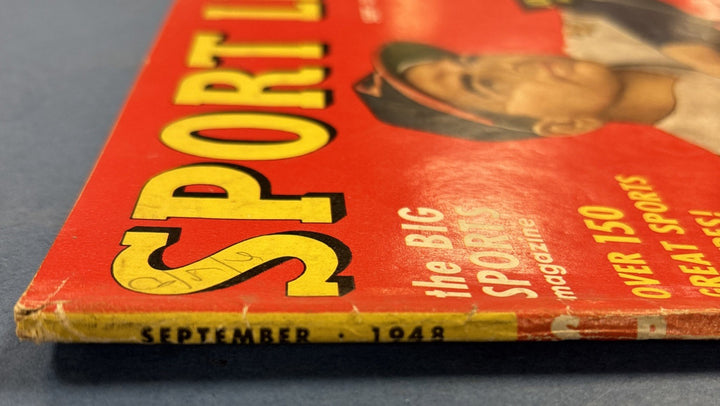 SPORT L
the BIG
SPORTS
magazine
OVER 150
GREAT SPORTS
SEPTEMBER · 1948
S P